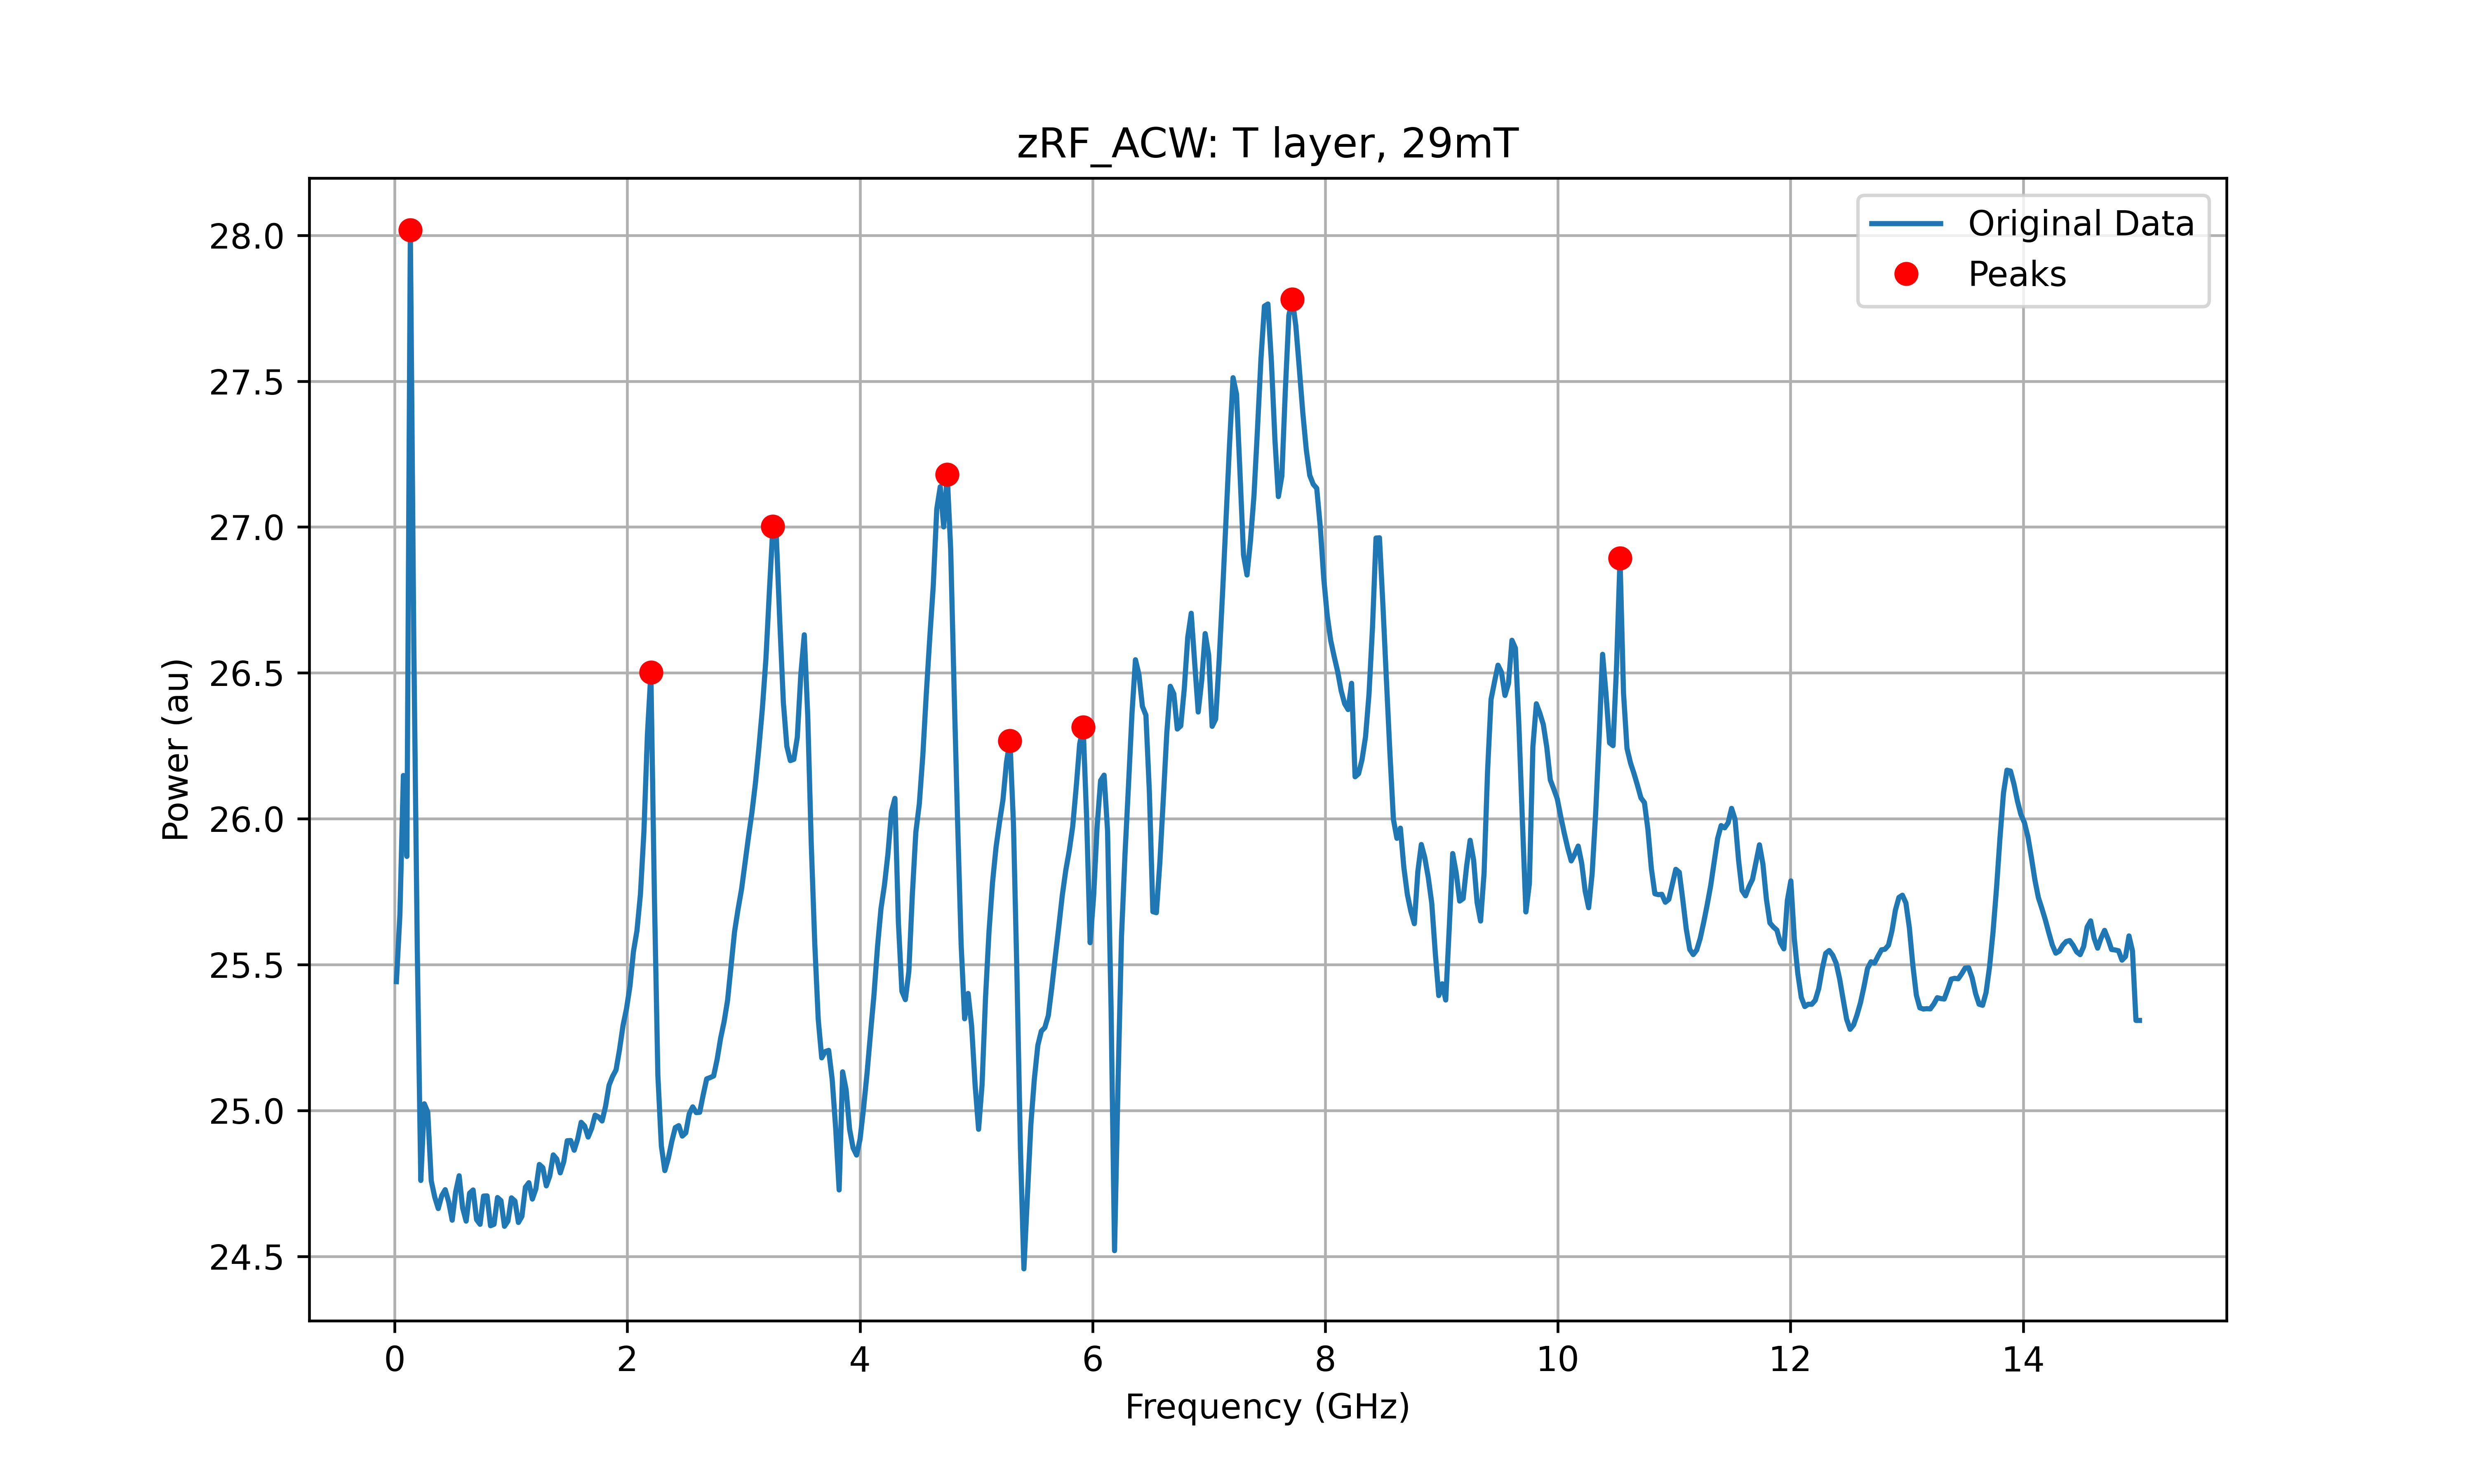 zRF_ACW: T layer, 29mT
Original Data
Peaks
28.0
27.5
27.0
26.5
26.0
25.5
25.0
24.5
Power (au)
0 2 4 6 8 10 12 14
Frequency (GHz)